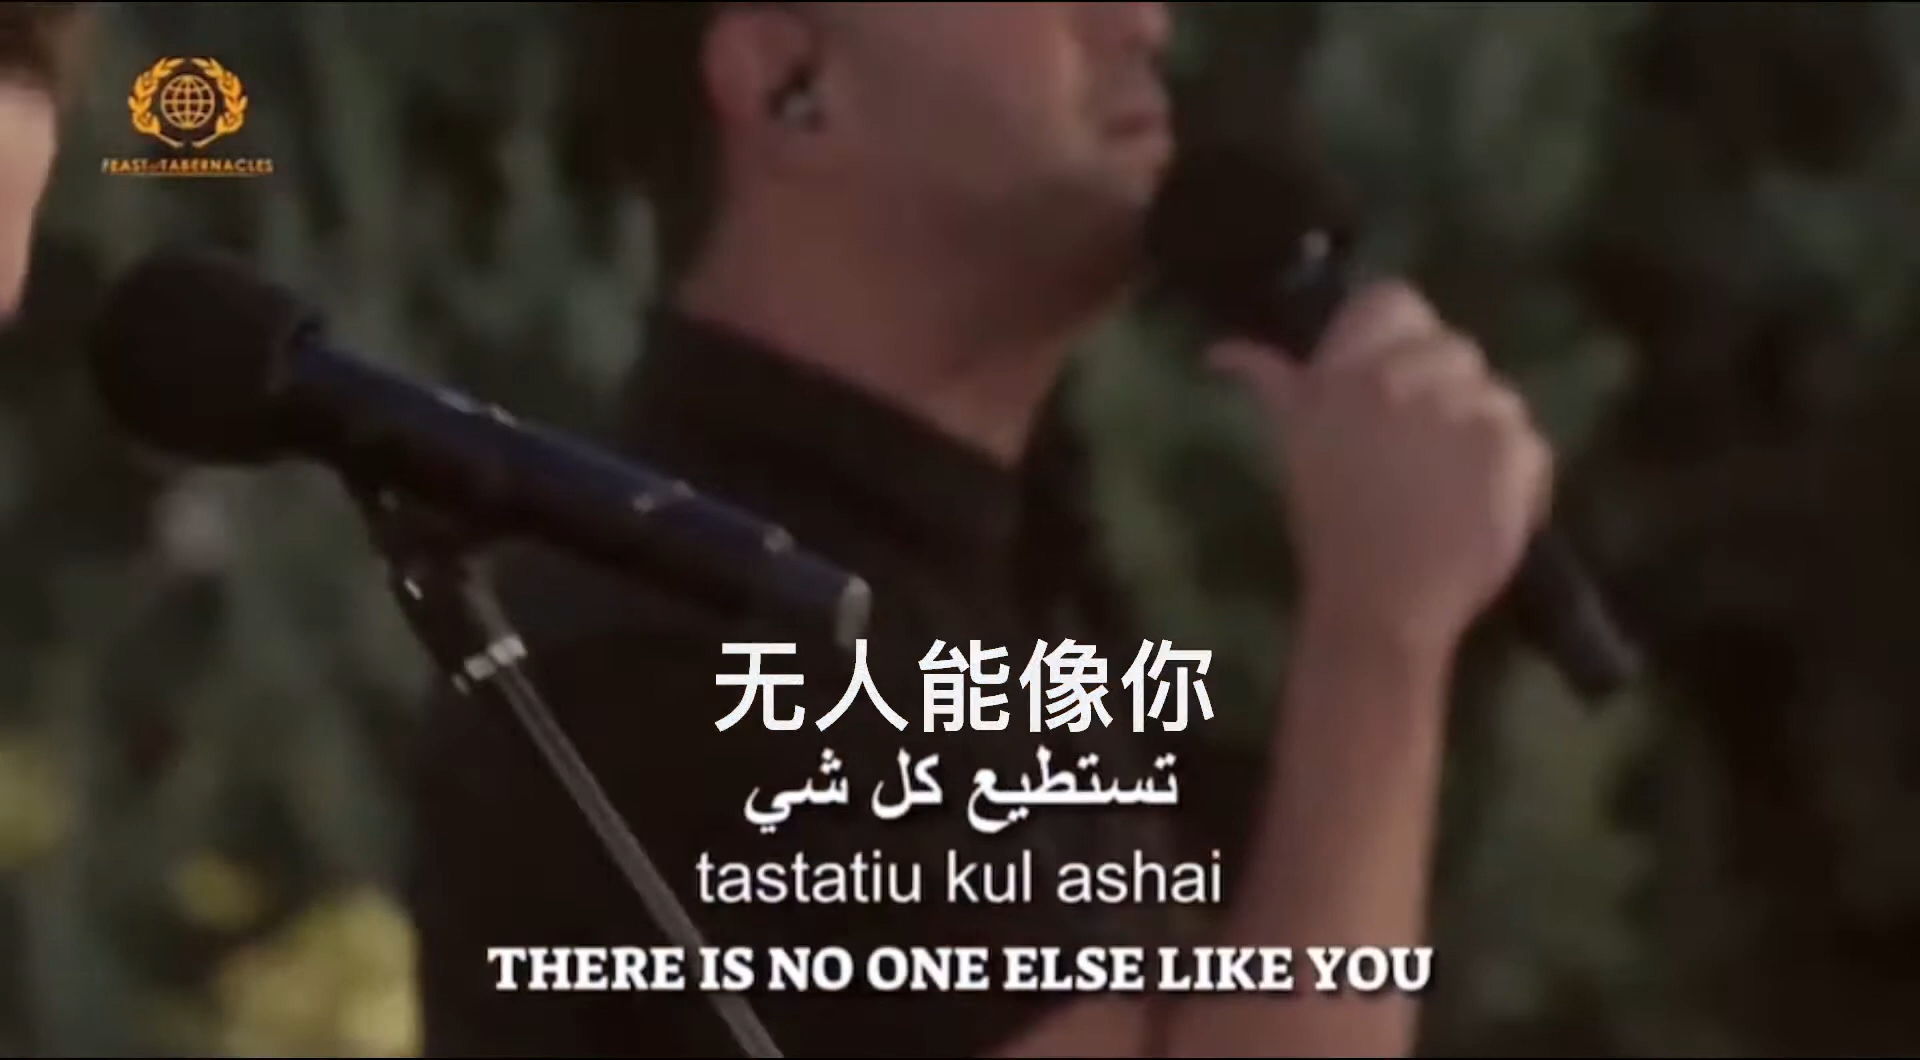 FEAST of TABERNACLES
无人能像你
تستطيع كل شي
tastatiu kul ashai
THERE IS NO ONE ELSE LIKE YOU